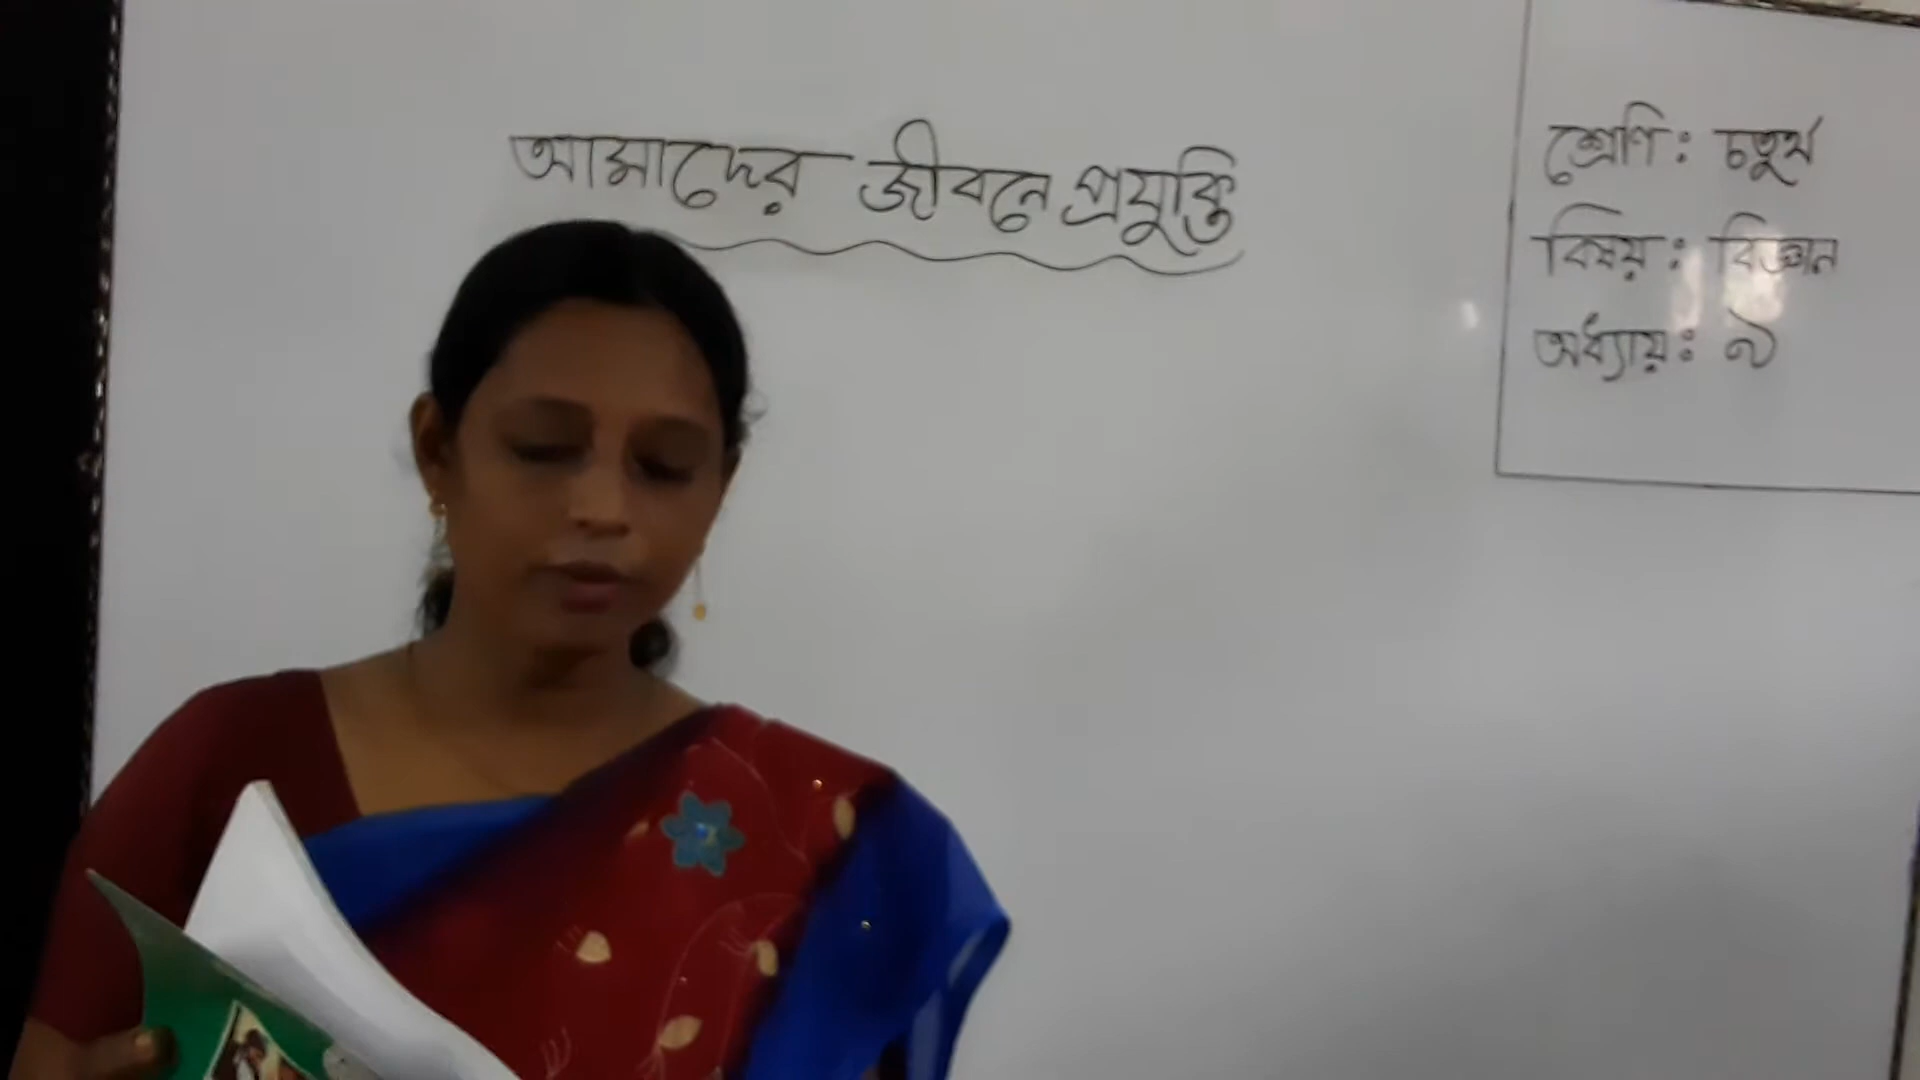 আমাদের জীবনে প্রযুক্তি
শ্রেণি: চতুর্থ
বিষয়: বিজ্ঞান
অধ্যায়: ৯